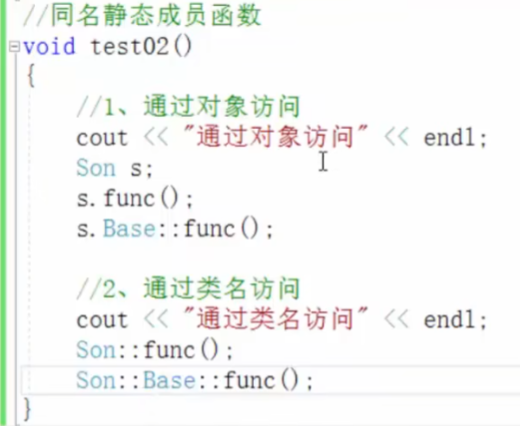 //同名静态成员函数
void test02()
{
//1、通过对象访问
cout << "通过对象访问" << endl;
Son s;
s.func();
s.Base::func();
//2、通过类名访问
cout << "通过类名访问" << endl;
Son::func();
Son::Base::func();
}